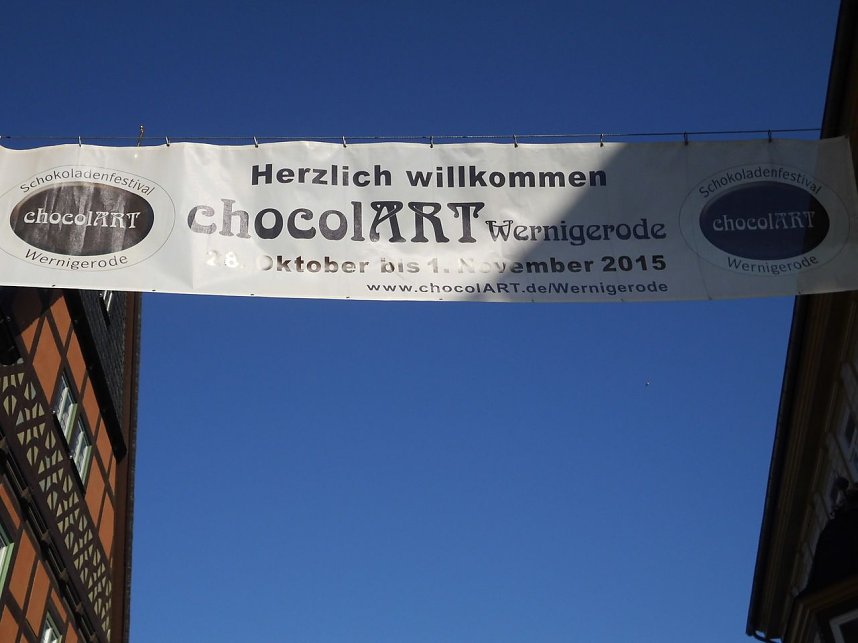 Schokoladenfestival
chocolART
Wernigerode
Herzlich willkommen
chocolART Wernigerode
28. Oktober bis 1. November 2015
www.chocolART.de/Wernigerode
Schokoladenfestival
chocolART
Wernigerode